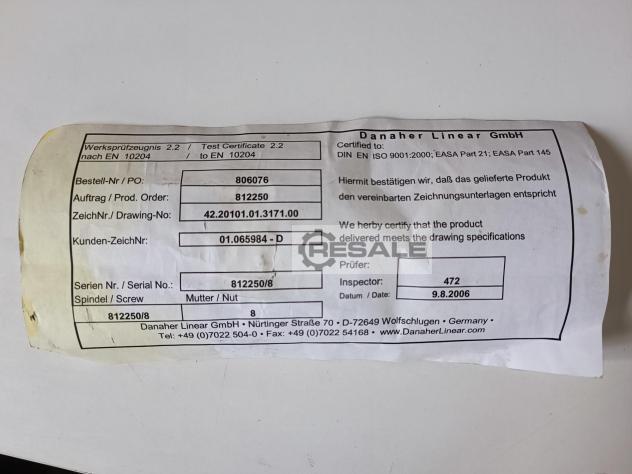 Danaher Linear GmbH
Werksprüfzeugnis 2.2 / Test Certificate 2.2
nach EN 10204 / to EN 10204
Certified to:
DIN EN ISO 9001:2000; EASA Part 21; EASA Part 145
Bestell-Nr / PO: 806076
Auftrag / Prod. Order: 812250
ZeichNr./ Drawing-No: 42.20101.01.3171.00
Kunden-ZeichNr: 01.065984 - D
Hiermit bestätigen wir, daß das gelieferte Produkt
den vereinbarten Zeichnungsunterlagen entspricht
We herby certify that the product
delivered meets the drawing specifications
RESALE
Serien Nr. / Serial No.: 812250/8
Spindel / Screw Mutter / Nut
812250/8 8
Prüfer:
Inspector: 472
Datum / Date: 9.8.2006
Danaher Linear GmbH • Nürtinger Straße 70 • D-72649 Wolfschlugen • Germany •
Tel: +49 (0)7022 504-0 • Fax: +49 (0)7022 54168 • www.DanaherLinear.com